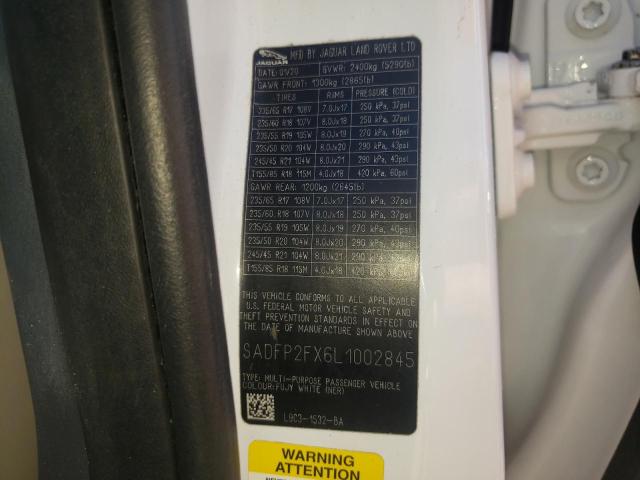 JAGUAR
MFD BY JAGUAR LAND ROVER LTD
DATE: 01/20 GVWR: 2400kg (5290lb)
GAWR FRONT: 1300kg (2865lb)
TIRES RIMS PRESSURE (COLD)
235/65 R17 108V 7.0Jx17 250 kPa, 37psi
235/60 R18 107V 8.0Jx18 250 kPa, 37psi
235/55 R19 105W 8.0Jx19 270 kPa, 40psi
235/50 R20 104W 8.0Jx20 290 kPa, 43psi
245/45 R21 104W 8.0Jx21 290 kPa, 43psi
T155/85 R18 115M 4.0Jx18 420 kPa, 60psi
GAWR REAR: 1200kg (2645lb)
235/65 R17 108V 7.0Jx17 250 kPa, 37psi
235/60 R18 107V 8.0Jx18 250 kPa, 37psi
235/55 R19 105W 8.0Jx19 270 kPa, 40psi
235/50 R20 104W 8.0Jx20 290 kPa, 43psi
245/45 R21 104W 8.0Jx21 290 kPa, 43psi
T155/85 R18 115M 4.0Jx18 420 kPa, 60psi
THIS VEHICLE CONFORMS TO ALL APPLICABLE
U.S. FEDERAL MOTOR VEHICLE SAFETY AND
THEFT PREVENTION STANDARDS IN EFFECT ON
THE DATE OF MANUFACTURE SHOWN ABOVE.
SADFP2FX6L1002845
TYPE: MULTI-PURPOSE PASSENGER VEHICLE
COLOUR: FUJI WHITE (NER)
L8C3-1532-BA
WARNING
ATTENTION